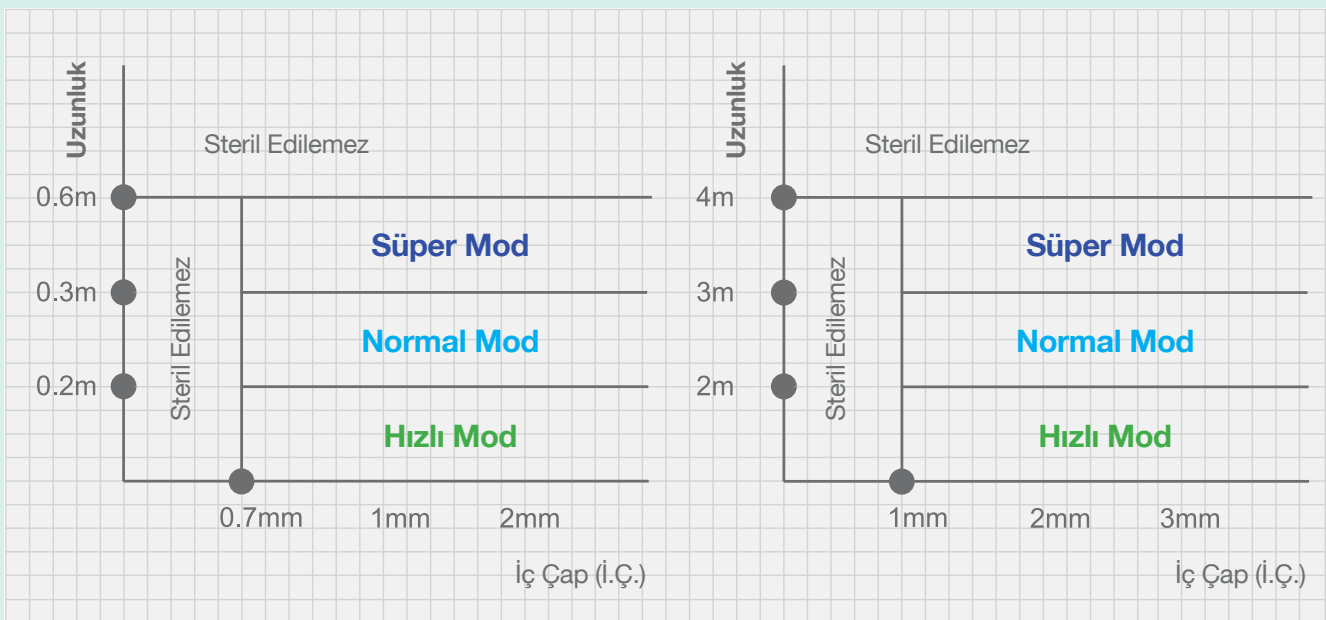 Uzunluk
Steril Edilemez
0.6m
Süper Mod
0.3m
Steril Edilemez
Normal Mod
0.2m
Hızlı Mod
0.7mm 1mm 2mm
İç Çap (İ.Ç.)
Uzunluk
Steril Edilemez
4m
Süper Mod
3m
Steril Edilemez
Normal Mod
2m
Hızlı Mod
1mm 2mm 3mm
İç Çap (İ.Ç.)